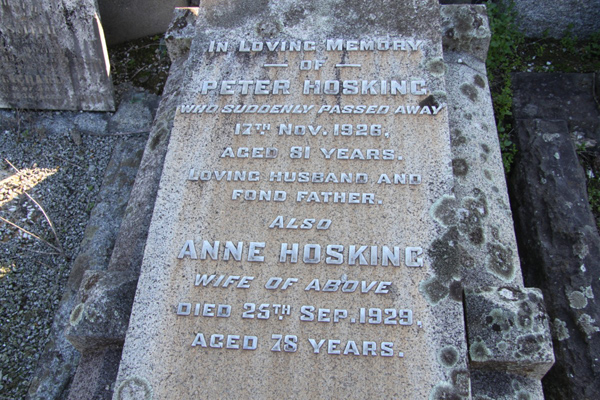 In Loving Memory
— OF —
PETER HOSKING
WHO SUDDENLY PASSED AWAY
17TH NOV. 1926,
AGED 81 YEARS.
LOVING HUSBAND AND
FOND FATHER.
ALSO
ANNE HOSKING
WIFE OF ABOVE
DIED 25TH SEP. 1929,
AGED 78 YEARS.